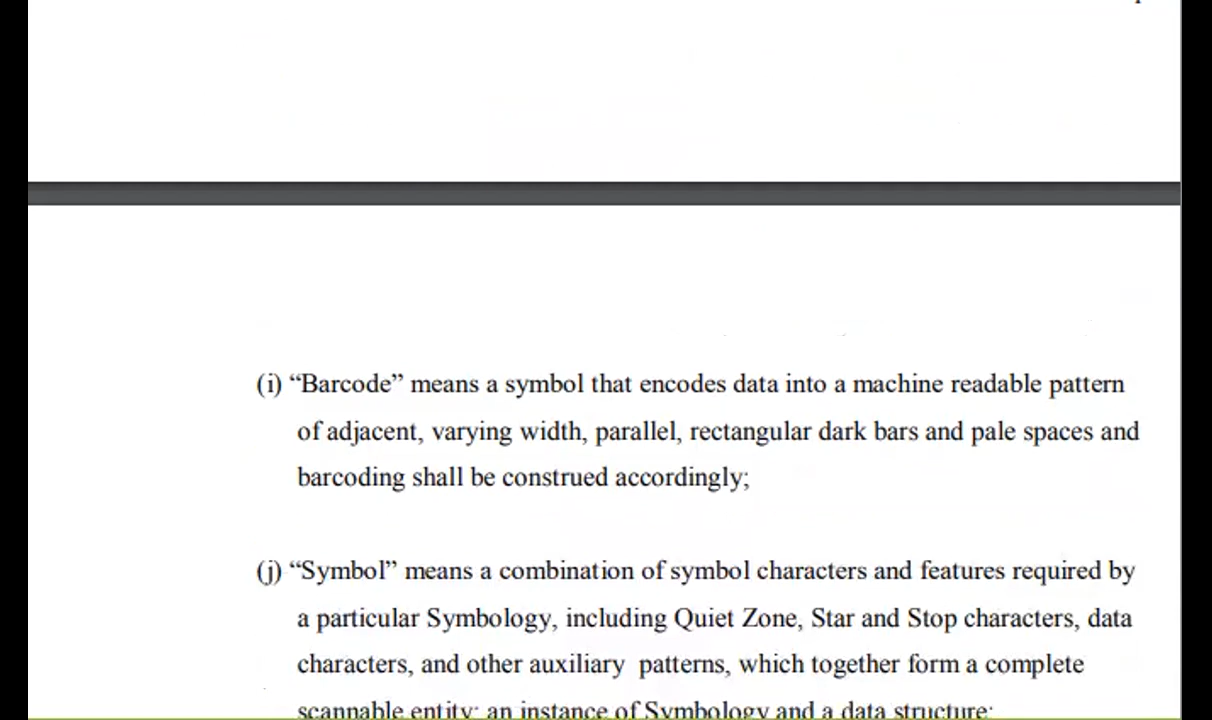 (i) “Barcode” means a symbol that encodes data into a machine readable pattern
of adjacent, varying width, parallel, rectangular dark bars and pale spaces and
barcoding shall be construed accordingly;
(j) “Symbol” means a combination of symbol characters and features required by
a particular Symbology, including Quiet Zone, Star and Stop characters, data
characters, and other auxiliary patterns, which together form a complete
scannable entity; an instance of Symbology and a data structure;